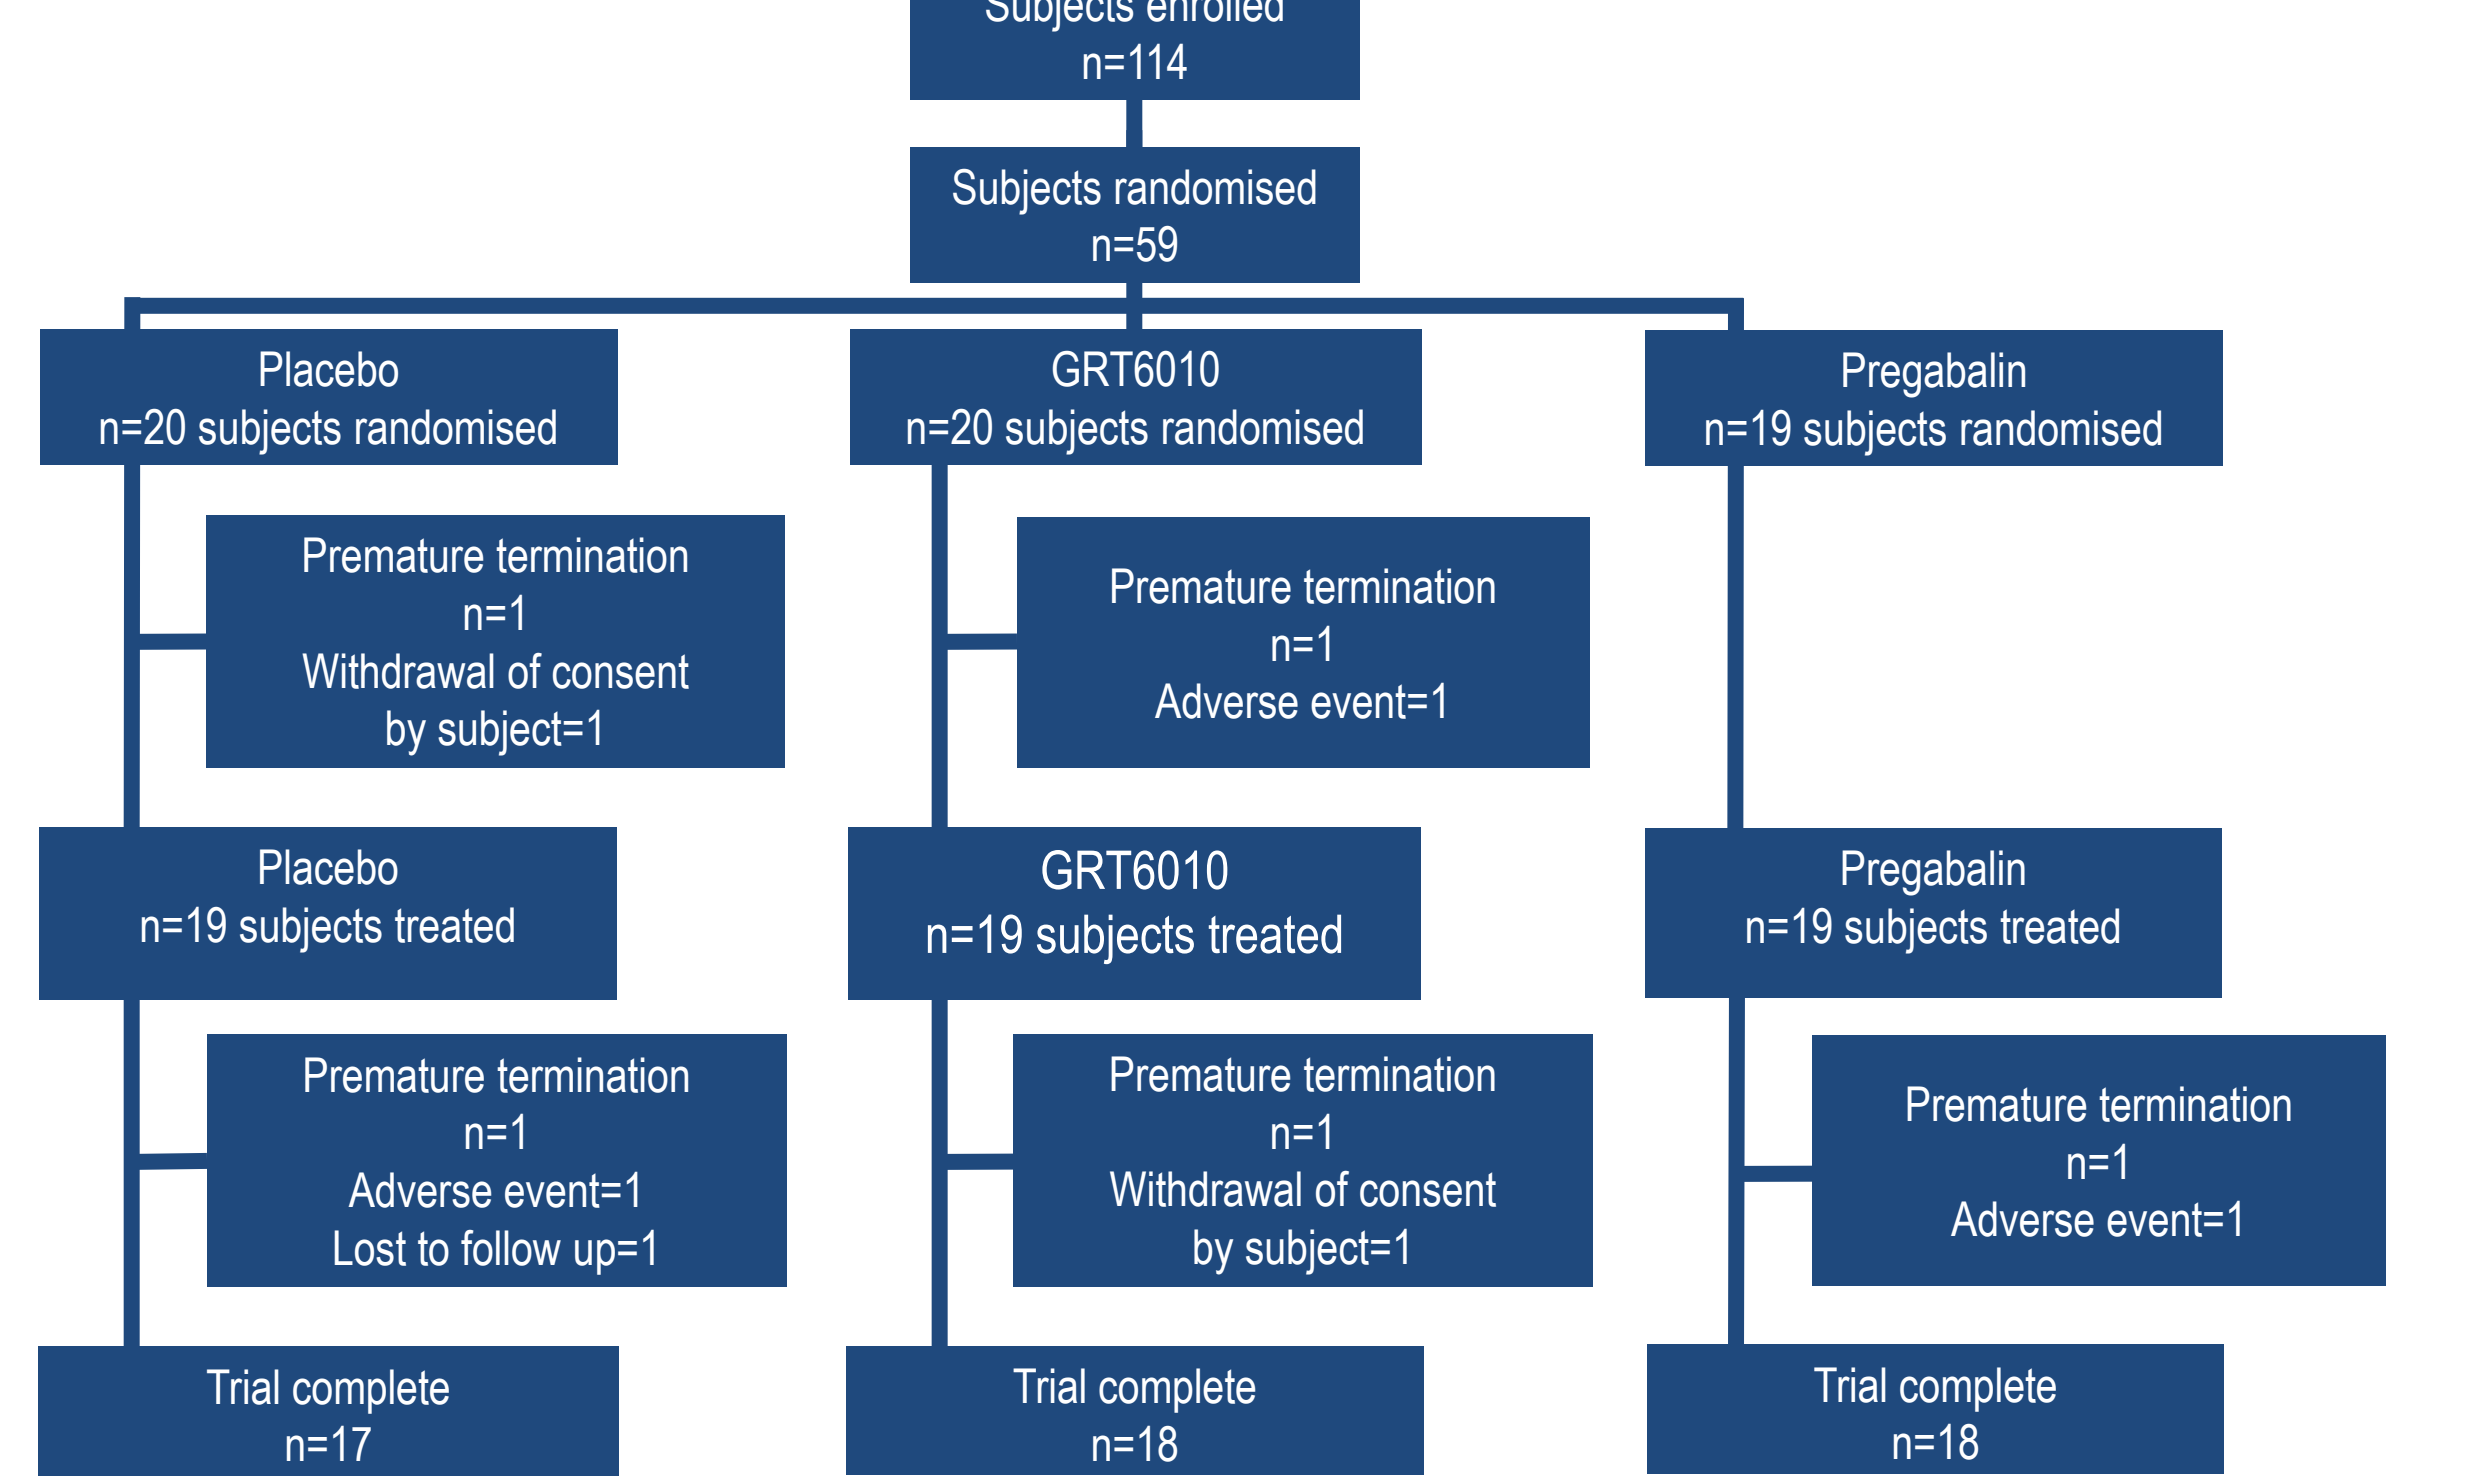 Subjects enrolled
n=114
Subjects randomised
n=59
Placebo
n=20 subjects randomised
GRT6010
n=20 subjects randomised
Pregabalin
n=19 subjects randomised
Premature termination
n=1
Withdrawal of consent
by subject=1
Premature termination
n=1
Adverse event=1
Placebo
n=19 subjects treated
GRT6010
n=19 subjects treated
Pregabalin
n=19 subjects treated
Premature termination
n=1
Adverse event=1
Lost to follow up=1
Premature termination
n=1
Withdrawal of consent
by subject=1
Premature termination
n=1
Adverse event=1
Trial complete
n=17
Trial complete
n=18
Trial complete
n=18